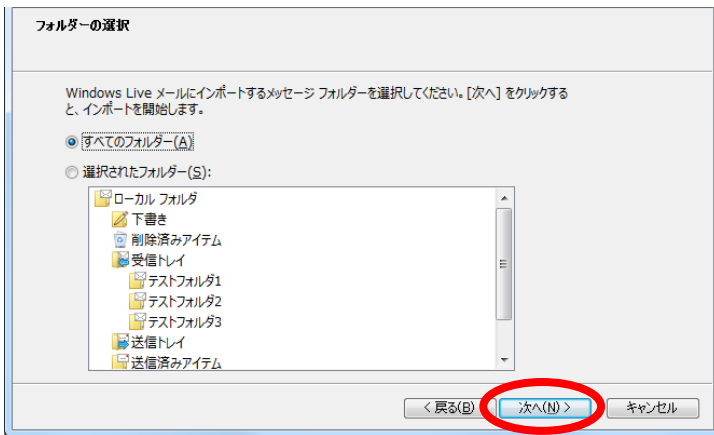 フォルダーの選択
Windows Live メールにインポートするメッセージ フォルダーを選択してください。[次へ] をクリックする
と、インポートを開始します。
すべてのフォルダー(A)
選択されたフォルダー(S):
ローカル フォルダ
下書き
削除済みアイテム
受信トレイ
テストフォルダ1
テストフォルダ2
テストフォルダ3
送信トレイ
送信済みアイテム
< 戻る(B) 次へ(N) > キャンセル